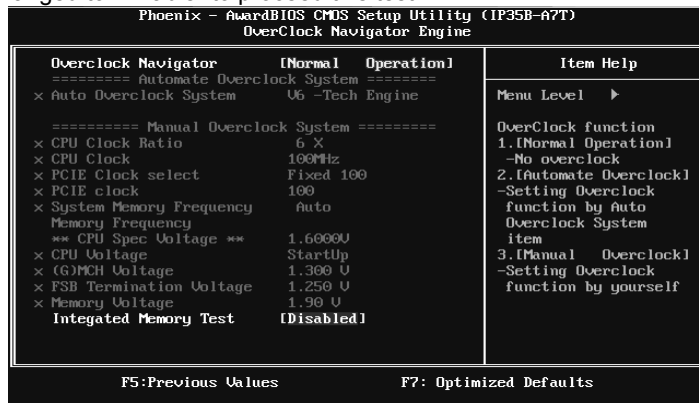 Phoenix - AwardBIOS CMOS Setup Utility (IP35B-A7T)
OverClock Navigator Engine
Overclock Navigator [Normal Operation]
========= Automate Overclock System ========
x Auto Overclock System V6 -Tech Engine
========== Manual Overclock System =========
x CPU Clock Ratio 6 X
x CPU Clock 100MHz
x PCIE Clock select Fixed 100
x PCIE clock 100
x System Memory Frequency Auto
Memory Frequency
** CPU Spec Voltage ** 1.6000V
x CPU Voltage StartUp
x (G)MCH Voltage 1.300 V
x FSB Termination Voltage 1.250 V
x Memory Voltage 1.90 V
Integated Memory Test [Disabled]
Item Help
Menu Level ▶
OverClock function
1.[Normal Operation]
-No overclock
2.[Automate Overclock]
-Setting Overclock
function by Auto
Overclock System
item
3.[Manual Overclock]
-Setting Overclock
function by yourself
F5:Previous Values F7: Optimized Defaults